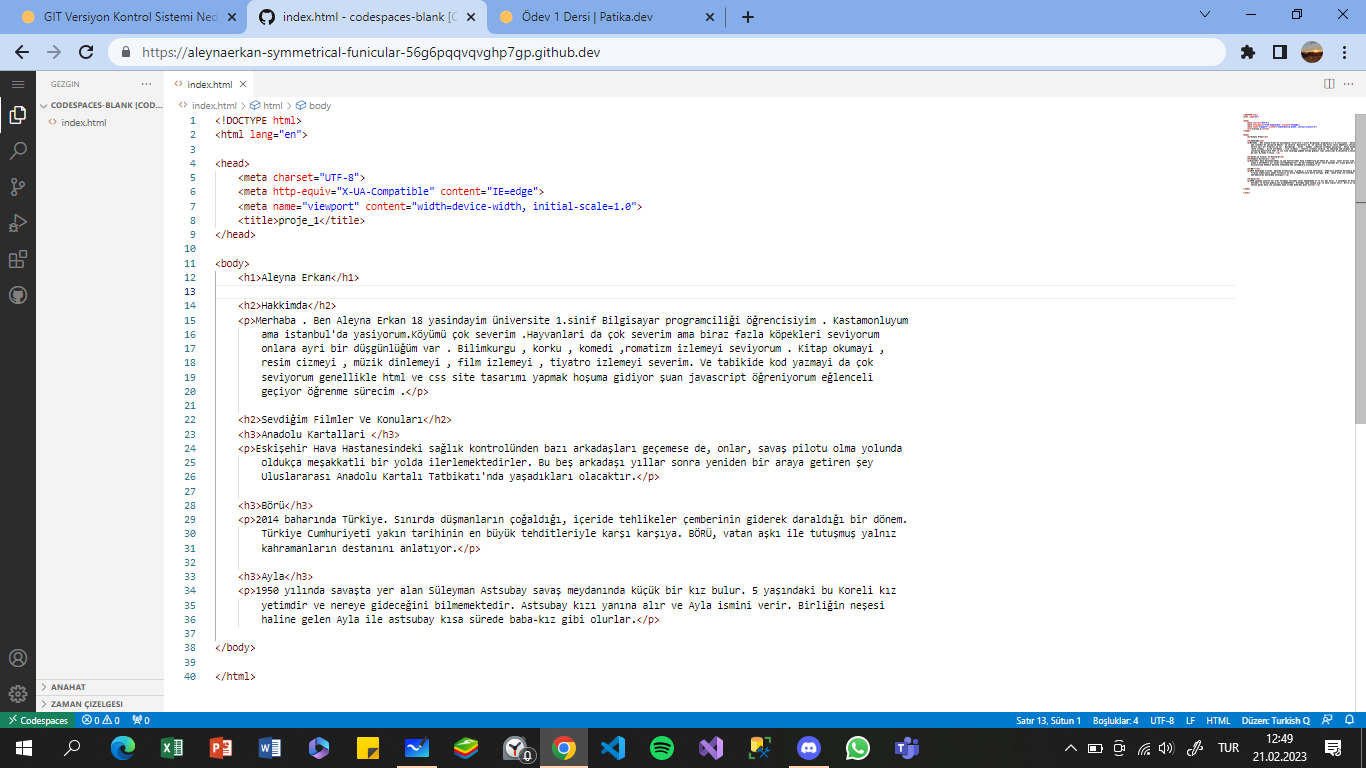 GIT Versiyon Kontrol Sistemi Ned
index.html - codespaces-blank [C
Ödev 1 Dersi | Patika.dev
https://aleynaerkan-symmetrical-funicular-56g6pqqvqvghp7gp.github.dev
GEZGIN
index.html
CODESPACES-BLANK [COD...
index.html > html > body
index.html
1 <!DOCTYPE html>
2 <html lang="en">
3
4 <head>
5 <meta charset="UTF-8">
6 <meta http-equiv="X-UA-Compatible" content="IE=edge">
7 <meta name="viewport" content="width=device-width, initial-scale=1.0">
8 <title>proje_1</title>
9 </head>
10
11 <body>
12 <h1>Aleyna Erkan</h1>
13
14 <h2>Hakkimda</h2>
15 <p>Merhaba . Ben Aleyna Erkan 18 yasindayim üniversite 1.sinif Bilgisayar programciliği öğrencisiyim . Kastamonluyum
16 ama istanbul'da yasiyorum.Köyümü çok severim .Hayvanlari da çok severim ama biraz fazla köpekleri seviyorum
17 onlara ayri bir düşgünlüğüm var . Bilimkurgu , korku , komedi ,romatizm izlemeyi seviyorum . Kitap okumayi ,
18 resim cizmeyi , müzik dinlemeyi , film izlemeyi , tiyatro izlemeyi severim. Ve tabikide kod yazmayi da çok
19 seviyorum genellikle html ve css site tasarımı yapmak hoşuma gidiyor şuan javascript öğreniyorum eğlenceli
20 geçiyor öğrenme sürecim .</p>
21
22 <h2>Sevdiğim Filmler Ve Konuları</h2>
23 <h3>Anadolu Kartallari </h3>
24 <p>Eskişehir Hava Hastanesindeki sağlık kontrolünden bazı arkadaşları geçemese de, onlar, savaş pilotu olma yolunda
25 oldukça meşakkatli bir yolda ilerlemektedirler. Bu beş arkadaşı yıllar sonra yeniden bir araya getiren şey
26 Uluslararası Anadolu Kartalı Tatbikatı'nda yaşadıkları olacaktır.</p>
27
28 <h3>Börü</h3>
29 <p>2014 baharında Türkiye. Sınırda düşmanların çoğaldığı, içeride tehlikeler çemberinin giderek daraldığı bir dönem.
30 Türkiye Cumhuriyeti yakın tarihinin en büyük tehditleriyle karşı karşıya. BÖRÜ, vatan aşkı ile tutuşmuş yalnız
31 kahramanların destanını anlatıyor.</p>
32
33 <h3>Ayla</h3>
34 <p>1950 yılında savaşta yer alan Süleyman Astsubay savaş meydanında küçük bir kız bulur. 5 yaşındaki bu Koreli kız
35 yetimdir ve nereye gideceğini bilmemektedir. Astsubay kızı yanına alır ve Ayla ismini verir. Birliğin neşesi
36 haline gelen Ayla ile astsubay kısa sürede baba-kız gibi olurlar.</p>
37
38 </body>
39
40 </html>
ANAHAT
ZAMAN ÇIZELGESI
Codespaces 0 0 0 Satır 13, Sütun 1 Boşluklar: 4 UTF-8 LF HTML Düzen: Turkish Q
TUR 12:49
21.02.2023